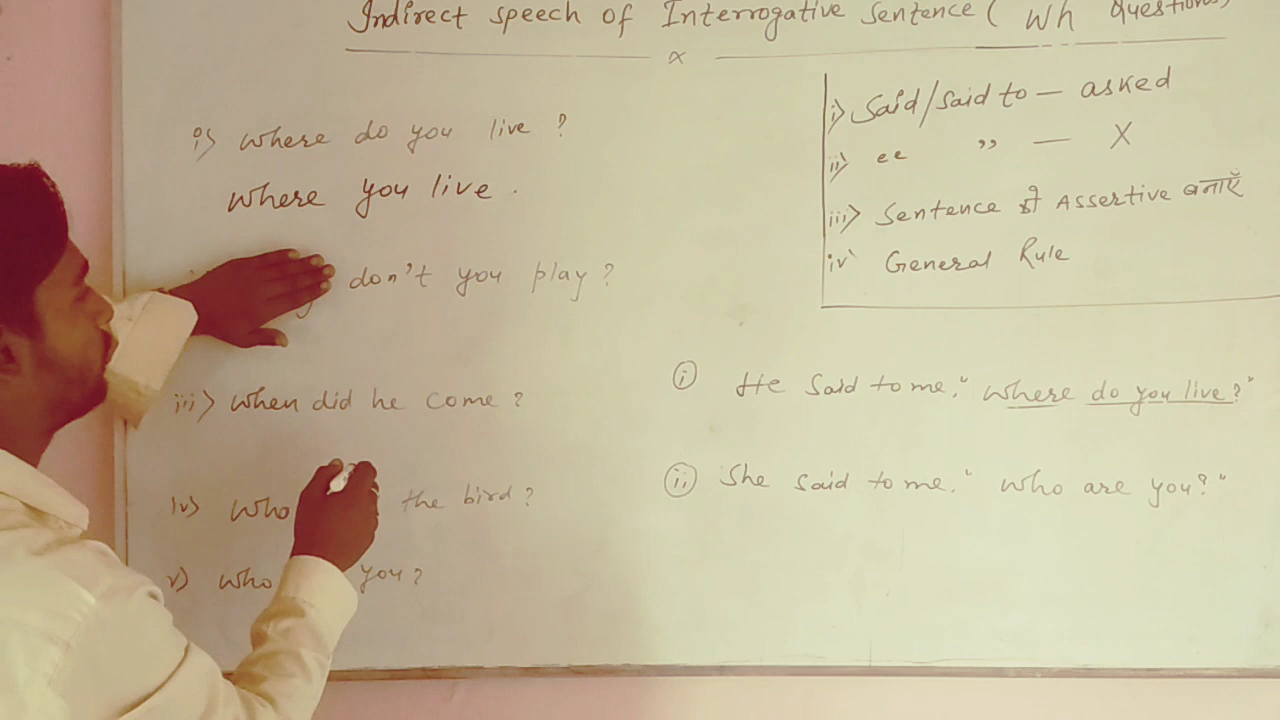 Indirect speech of Interrogative Sentence ( Wh Questions)
i) where do you live ?
where you live .
don't you play ?
iii) when did he come ?
iv) who the bird ?
v) who you ?
i) Said/said to — asked
ii) " " — X
iii) Sentence को Assertive बनाएँ
iv) General Rule
(i) He said to me, "where do you live?"
(ii) She said to me, "who are you?"